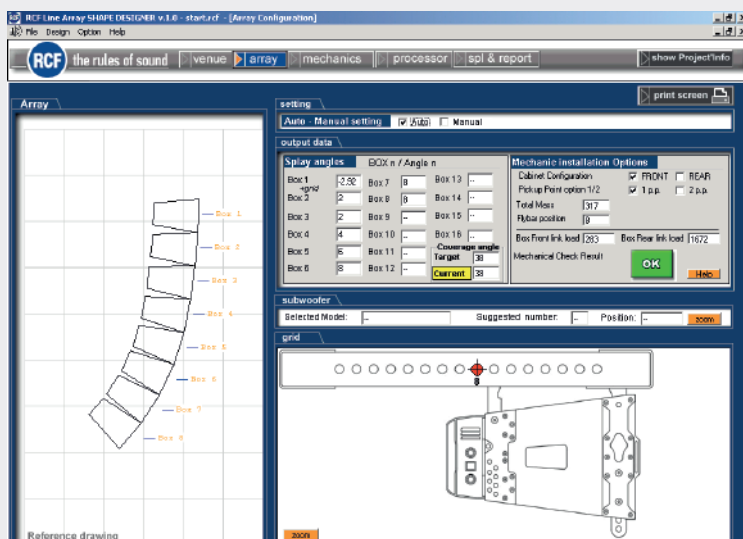 RCF Line Array SHAPE DESIGNER v.1.0 - start.rcf - [Array Configuration]
File Design Option Help
RCF the rules of sound venue array mechanics processor spl & report show Project'Info
print screen
Array
Box 1
Box 2
Box 3
Box 4
Box 5
Box 6
Box 7
Box 8
Reference drawing
setting
Auto - Manual setting Auto Manual
output data
Splay angles BOX n / Angle n
Box 1 +grid -2,92
Box 2 2
Box 3 2
Box 4 4
Box 5 6
Box 6 8
Box 7 8
Box 8 8
Box 9 --
Box 10 --
Box 11 --
Box 12 --
Box 13 --
Box 14 --
Box 15 --
Box 16 --
Coverage angle
Target 38
Current 38
Mechanic installation Options
Cabinet Configuration FRONT REAR
Pickup Point option 1/2 1 p.p. 2 p.p.
Total Mass 317
Flybar position 8
Box Front link load 283 Box Rear link load 1672
Mechanical Check Result OK
Help
subwoofer
Selected Model: -- Suggested number: -- Position: -- zoom
grid
8
zoom